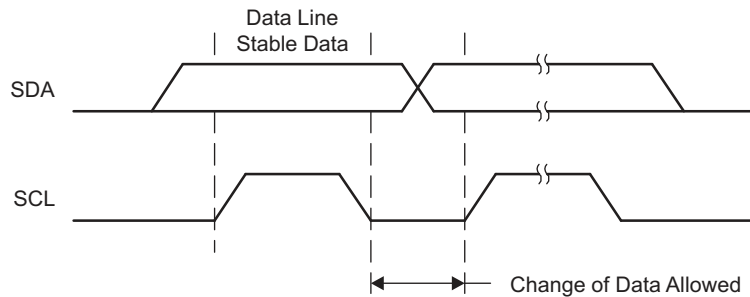 Data Line
Stable Data
SDA
SCL
Change of Data Allowed